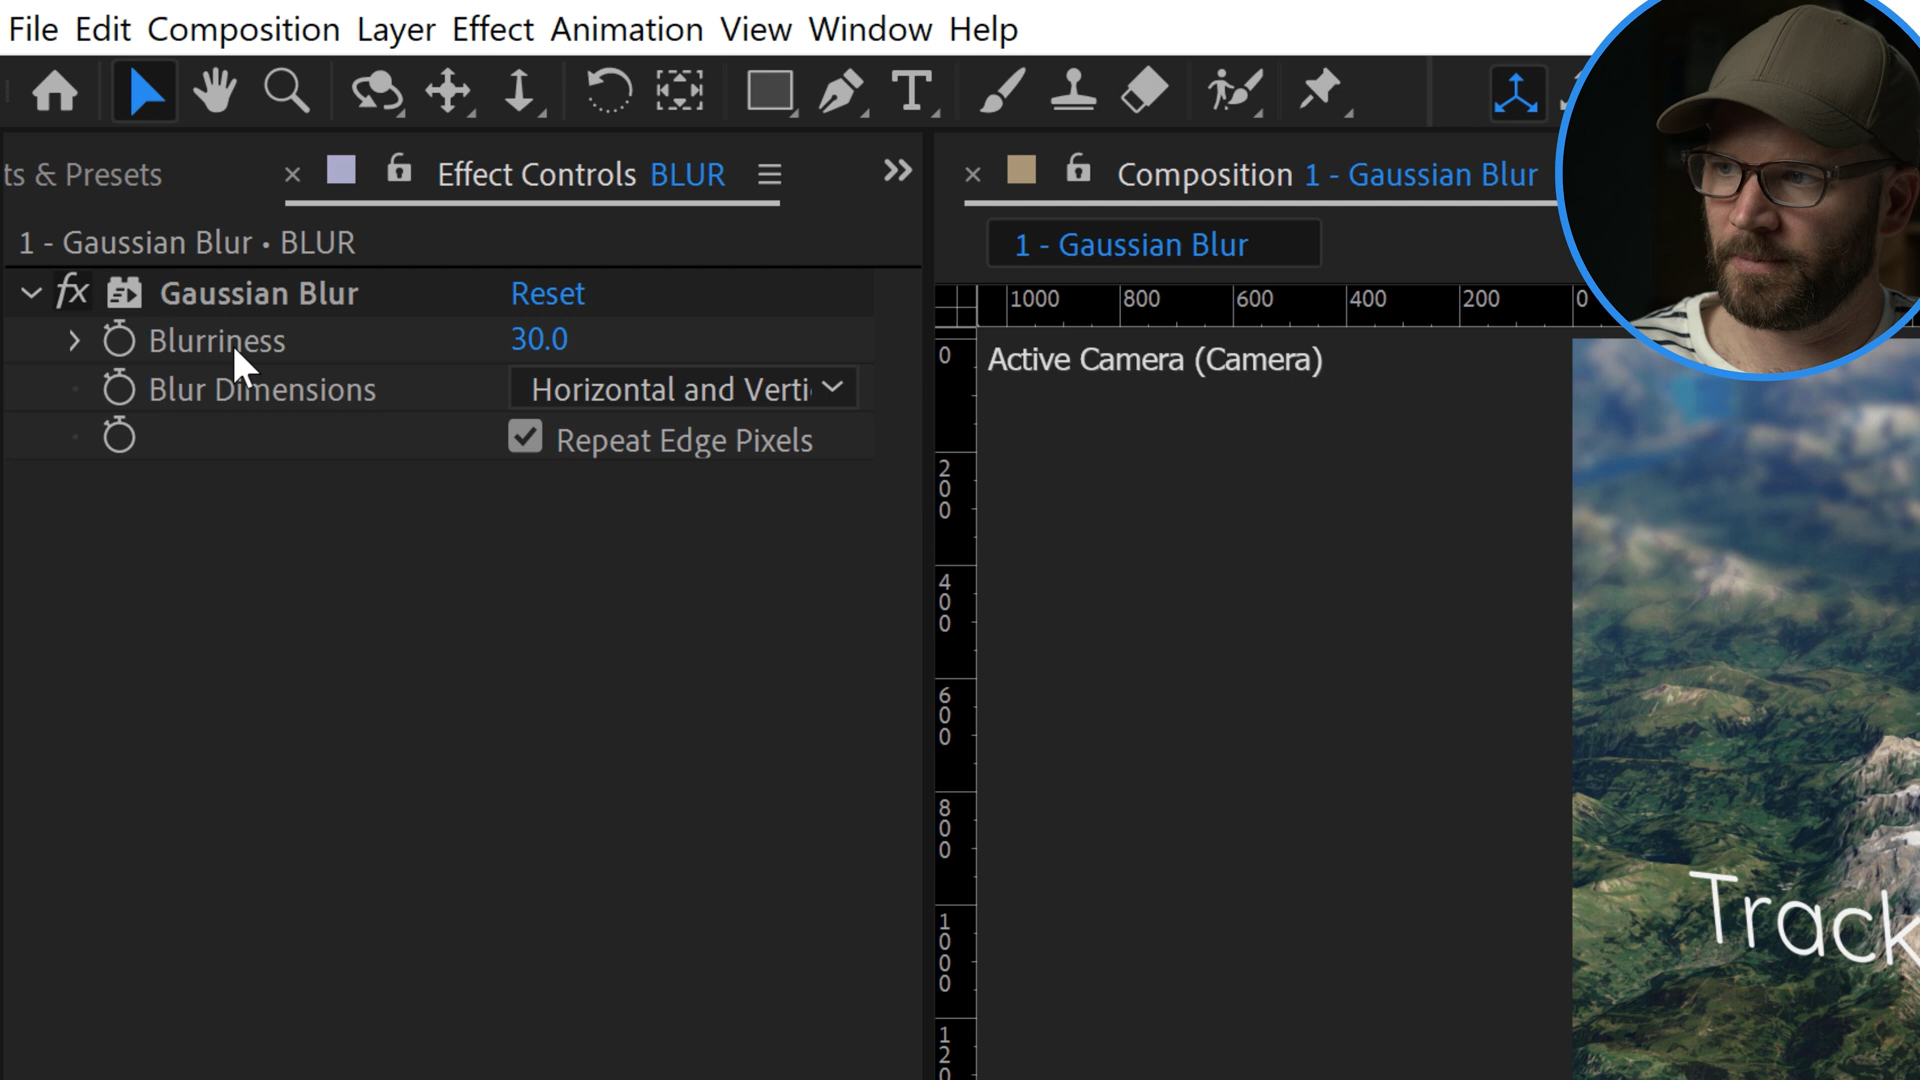 File Edit Composition Layer Effect Animation View Window Help
ts & Presets
Effect Controls BLUR
Composition 1 - Gaussian Blur
1 - Gaussian Blur • BLUR
1 - Gaussian Blur
fx Gaussian Blur Reset
1000 800 600 400 200 0
Blurriness 30.0
0
Active Camera (Camera)
Blur Dimensions Horizontal and Verti
Repeat Edge Pixels
200
400
600
800
Track
1000
120